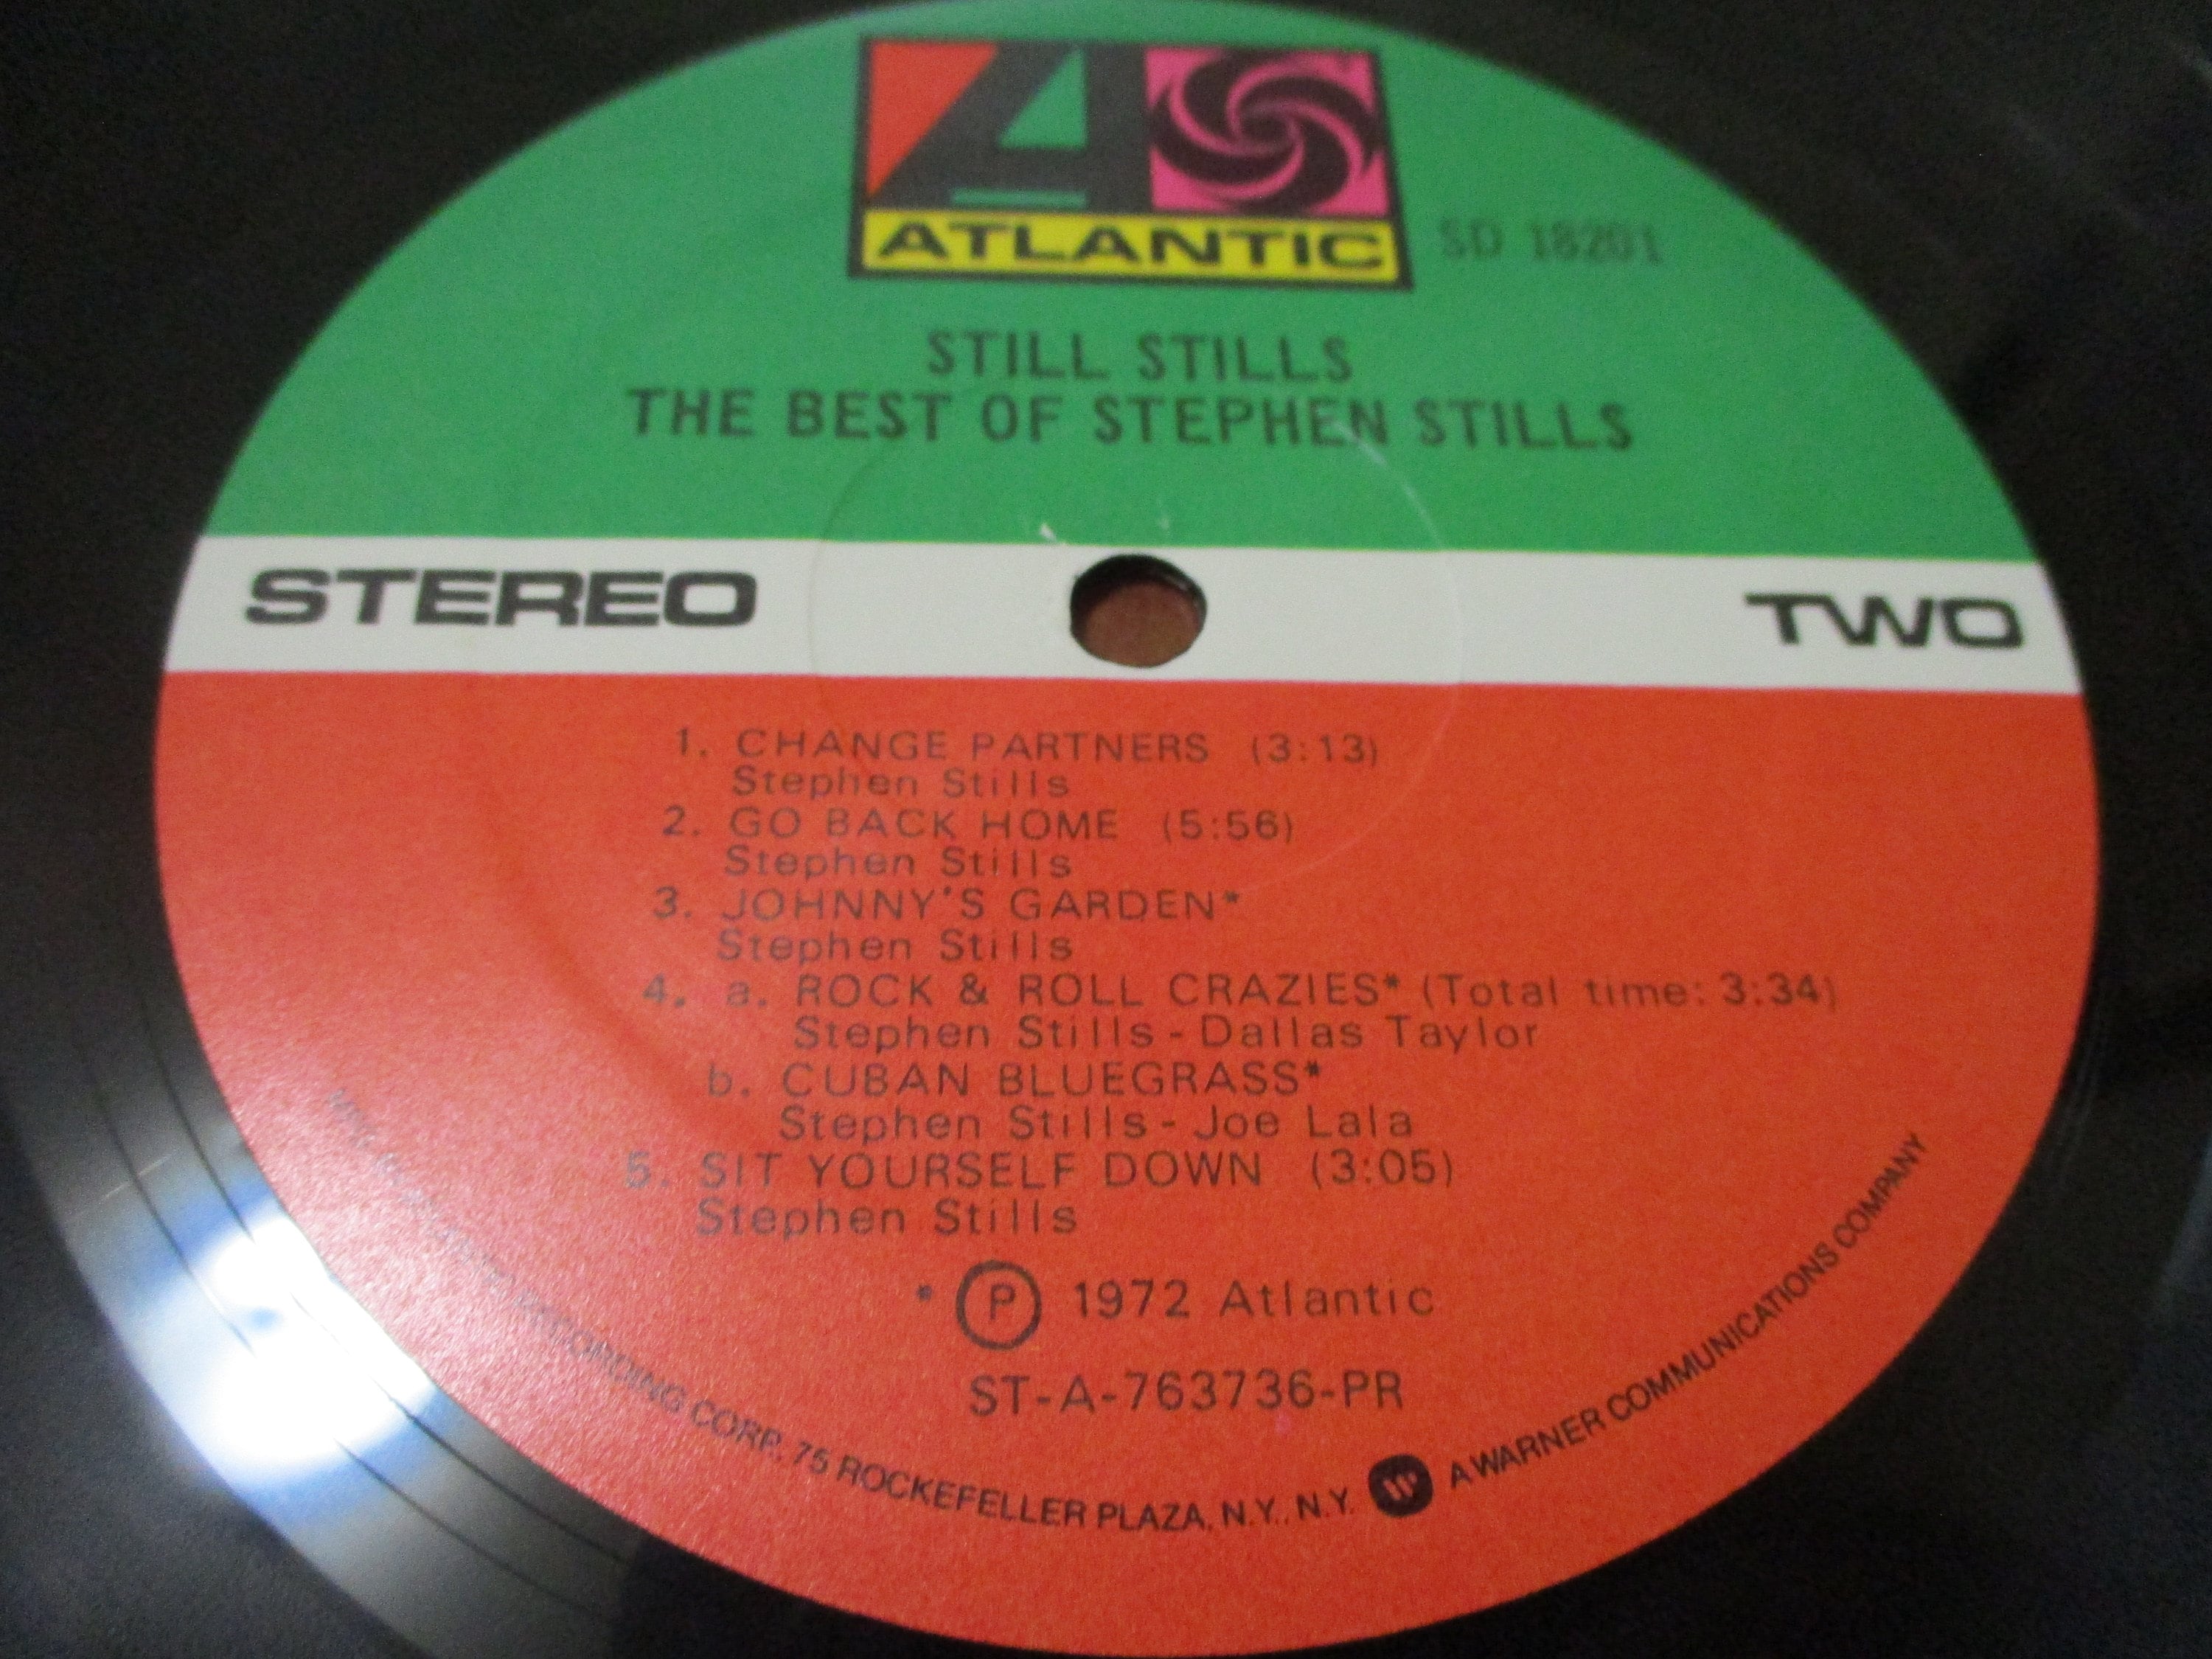 ATLANTIC
SD 18201
STILL STILLS
THE BEST OF STEPHEN STILLS
STEREO
TWO
1. CHANGE PARTNERS (3:13)
Stephen Stills
2. GO BACK HOME (5:56)
Stephen Stills
3. JOHNNY'S GARDEN*
Stephen Stills
4. a. ROCK & ROLL CRAZIES* (Total time: 3:34)
Stephen Stills - Dallas Taylor
b. CUBAN BLUEGRASS*
Stephen Stills - Joe Lala
5. SIT YOURSELF DOWN (3:05)
Stephen Stills
* Ⓟ 1972 Atlantic
ST-A-763736-PR
RECORDING CORP. 75 ROCKEFELLER PLAZA, N.Y., N.Y. A WARNER COMMUNICATIONS COMPANY